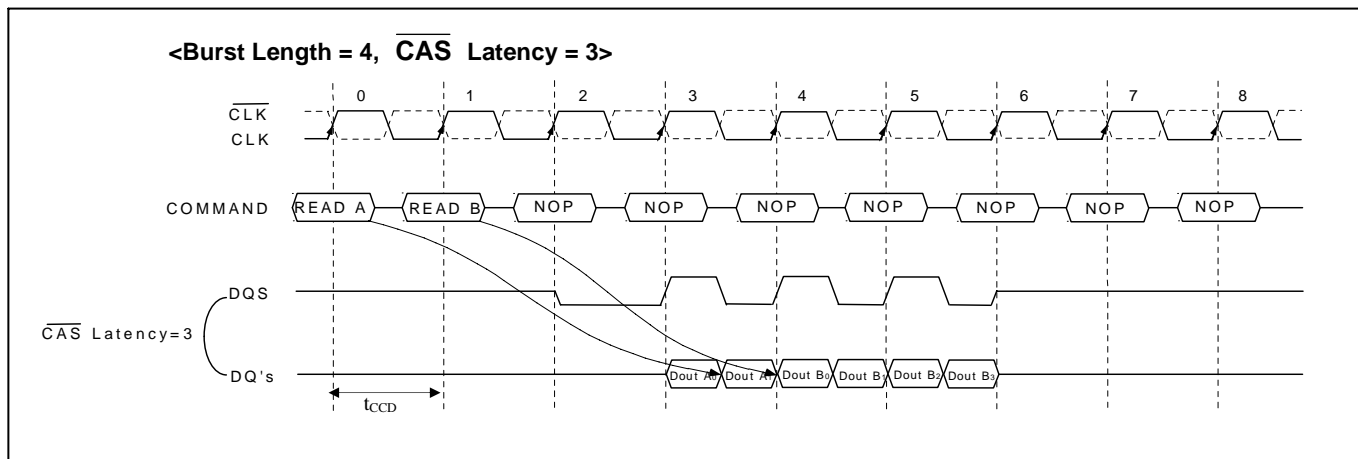 <Burst Length = 4, CAS Latency = 3>
0 1 2 3 4 5 6 7 8
CLK
CLK
COMMAND READ A READ B NOP NOP NOP NOP NOP NOP NOP
DQS
CAS Latency=3
DQ's Dout A0 Dout A1 Dout B0 Dout B1 Dout B2 Dout B3
tCCD